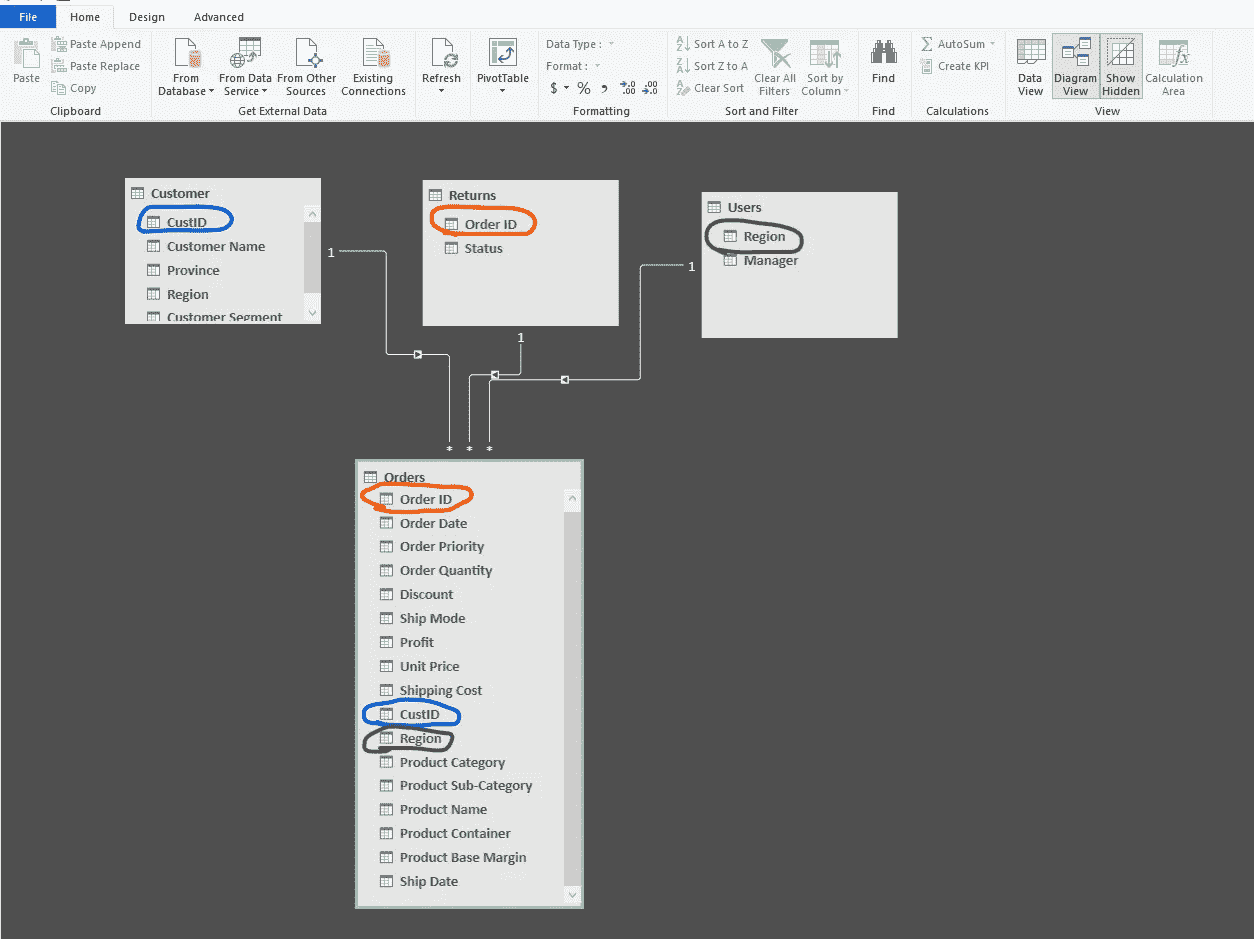 File Home Design Advanced
Paste
Paste Append
Paste Replace
Copy
Clipboard
From Database
From Data Service
From Other Sources
Existing Connections
Get External Data
Refresh
PivotTable
Data Type :
Format :
$ % , .00 .00
Formatting
Sort A to Z
Sort Z to A
Clear Sort
Clear All Filters
Sort by Column
Sort and Filter
Find
Find
AutoSum
Create KPI
Calculations
Data View
Diagram View
Show Hidden
Calculation Area
View
Customer
CustID
Customer Name
Province
Region
Customer Segment
1
Returns
Order ID
Status
1
Users
Region
Manager
1
* * *
Orders
Order ID
Order Date
Order Priority
Order Quantity
Discount
Ship Mode
Profit
Unit Price
Shipping Cost
CustID
Region
Product Category
Product Sub-Category
Product Name
Product Container
Product Base Margin
Ship Date